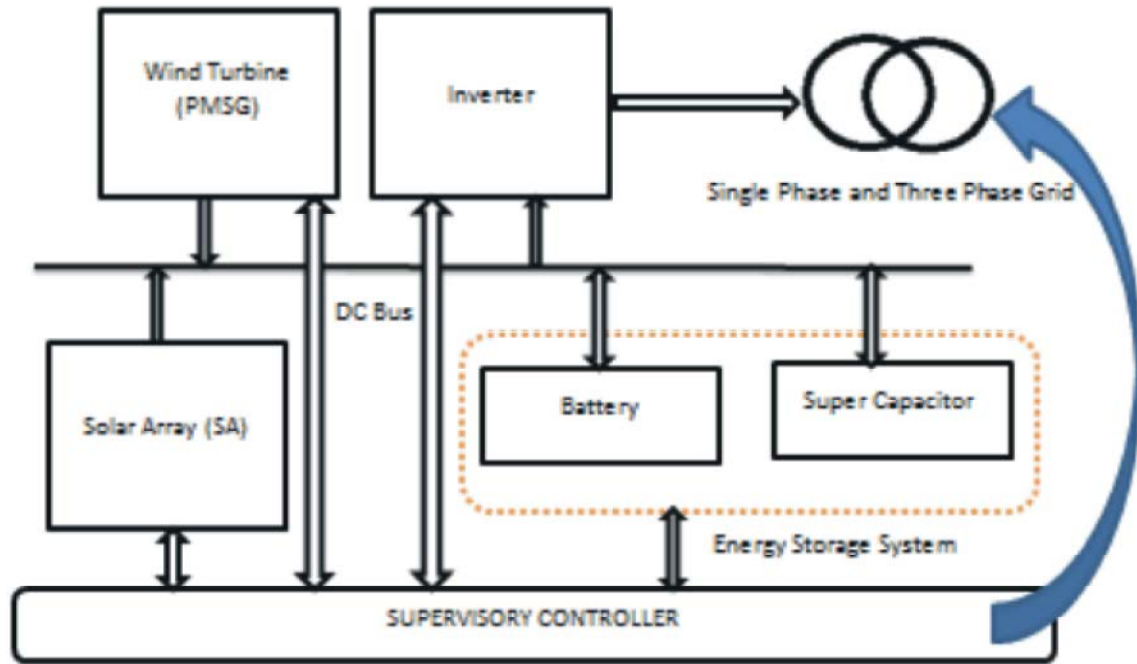 Wind Turbine
(PMSG)
Inverter
Single Phase and Three Phase Grid
DC Bus
Solar Array (SA)
Battery
Super Capacitor
Energy Storage System
SUPERVISORY CONTROLLER